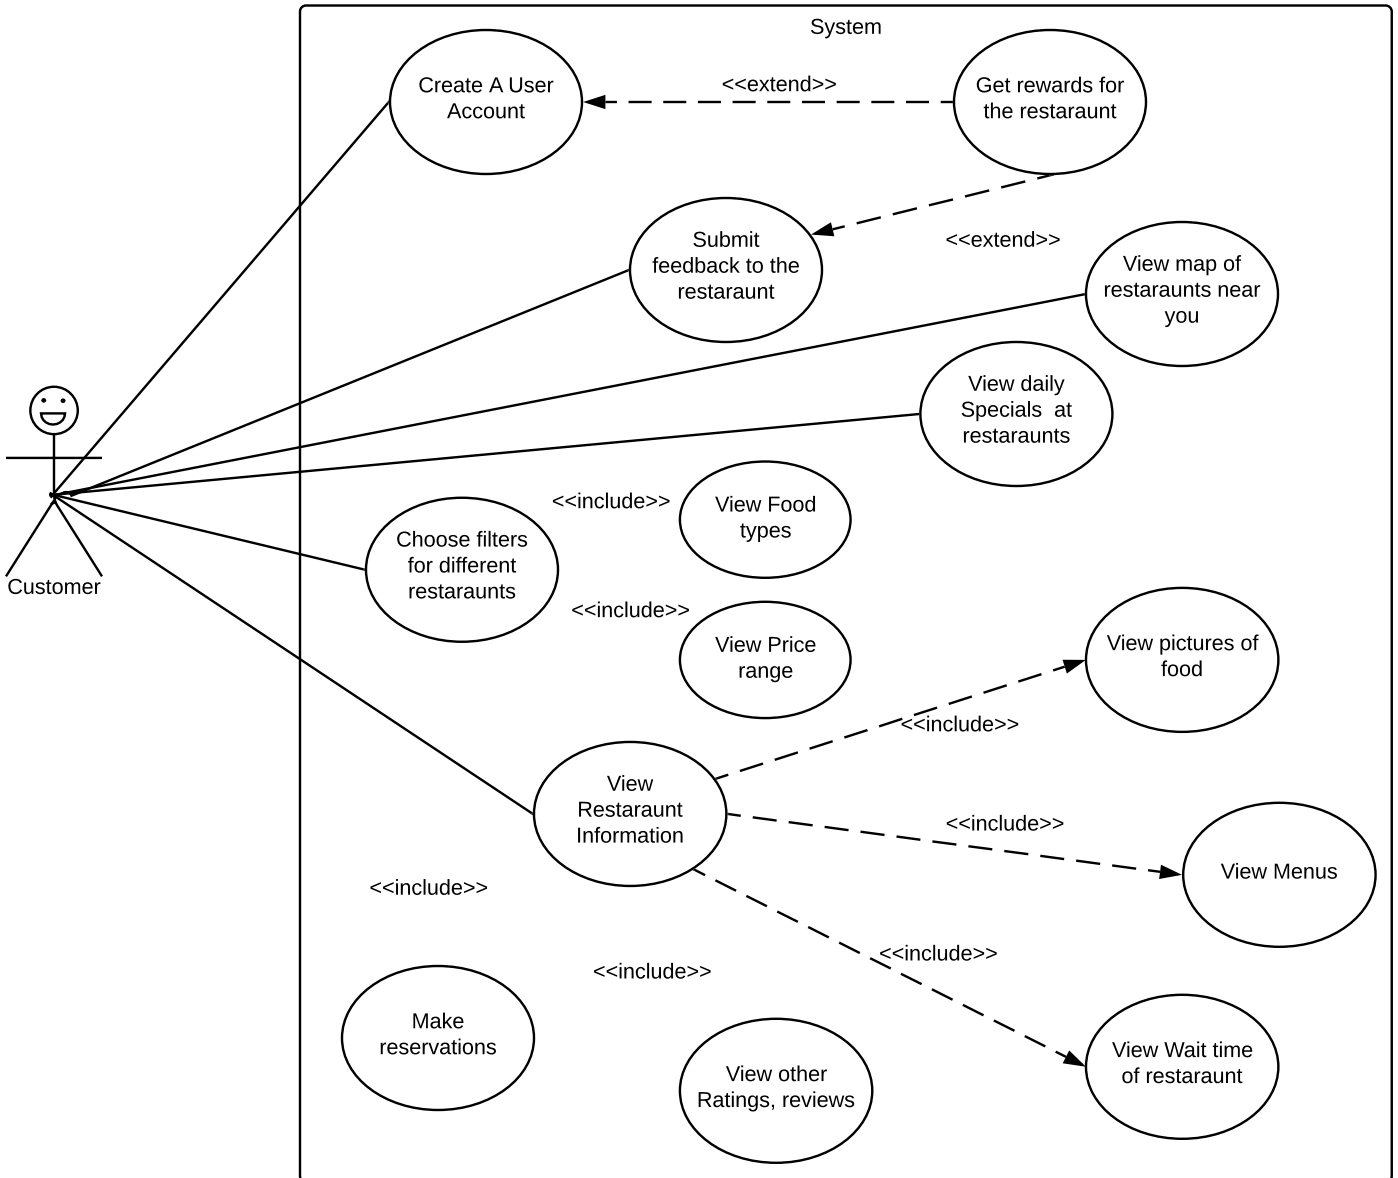 System
Create A User
Account
<<extend>>
Get rewards for
the restaraunt
Submit
feedback to the
restaraunt
<<extend>>
View map of
restaraunts near
you
View daily
Specials  at
restaraunts
Customer
Choose filters
for different
restaraunts
<<include>>
View Food
types
<<include>>
View Price
range
View pictures of
food
<<include>>
View
Restaraunt
Information
<<include>>
View Menus
<<include>>
<<include>>
<<include>>
Make
reservations
View other
Ratings, reviews
View Wait time
of restaraunt